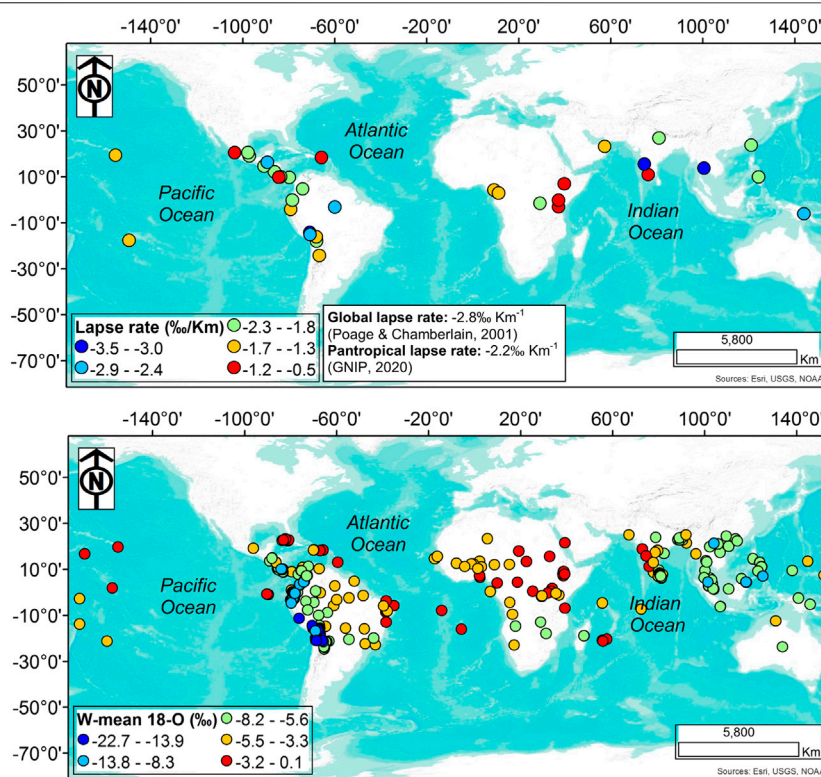 -140°0' -100°0' -60°0' 20°0' 20°0' 60°0' 100°0' 140°0'
50°0'
30°0'
10°0'
-10°0'
-30°0'
-50°0'
-70°0'
N
Atlantic
Ocean
Pacific
Ocean
Indian
Ocean
Lapse rate (‰/Km)
-3.5 - -3.0
-2.9 - -2.4
-2.3 - -1.8
-1.7 - -1.3
-1.2 - -0.5
Global lapse rate: -2.8‰ Km-1
(Poage & Chamberlain, 2001)
Pantropical lapse rate: -2.2‰ Km-1
(GNIP, 2020)
5,800
Km
Sources: Esri, USGS, NOAA
-140°0' -100°0' -60°0' 20°0' 20°0' 60°0' 100°0' 140°0'
50°0'
30°0'
10°0'
-10°0'
-30°0'
-50°0'
-70°0'
N
Atlantic
Ocean
Pacific
Ocean
Indian
Ocean
W-mean 18-O (‰)
-22.7 - -13.9
-13.8 - -8.3
-8.2 - -5.6
-5.5 - -3.3
-3.2 - 0.1
5,800
Km
Sources: Esri, USGS, NOAA